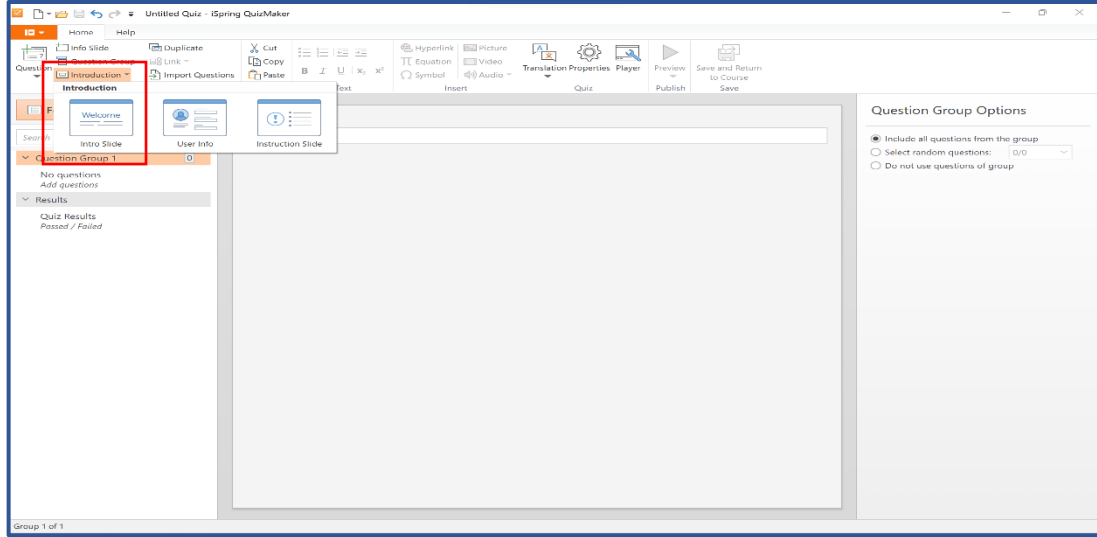 Untitled Quiz - iSpring QuizMaker
Home Help
Info Slide Duplicate Cut Hyperlink Picture
Question Question Group Link Copy Equation Video Translation Properties Player Preview Save and Return to Course
Introduction Import Questions Paste B I U X₂ X² Symbol Audio
Introduction Text Insert Quiz Publish Save
Welcome
Intro Slide User Info Instruction Slide
Search
Question Group 1 0
No questions
Add questions
Results
Quiz Results
Passed / Failed
Question Group Options
Include all questions from the group
Select random questions: 0/0
Do not use questions of group
Group 1 of 1